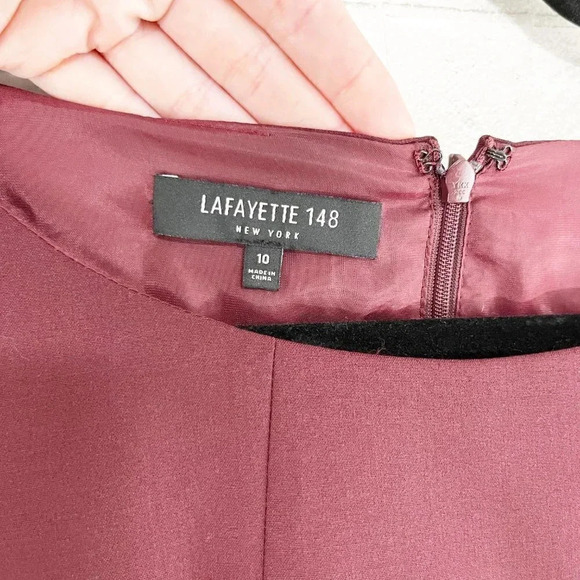 LAFAYETTE 148
NEW YORK
10
MADE IN
CHINA